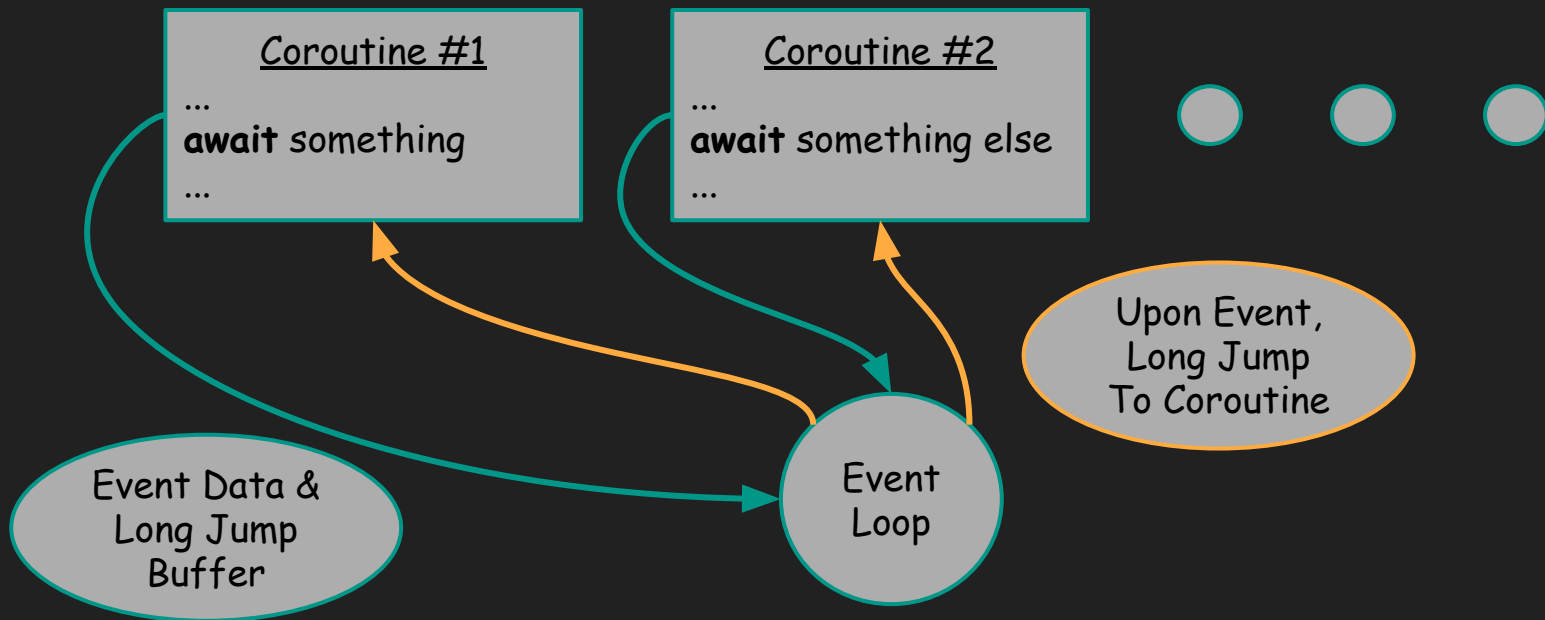 Coroutine #1
...
await something
...
Coroutine #2
...
await something else
...
Upon Event,
Long Jump
To Coroutine
Event
Loop
Event Data &
Long Jump
Buffer